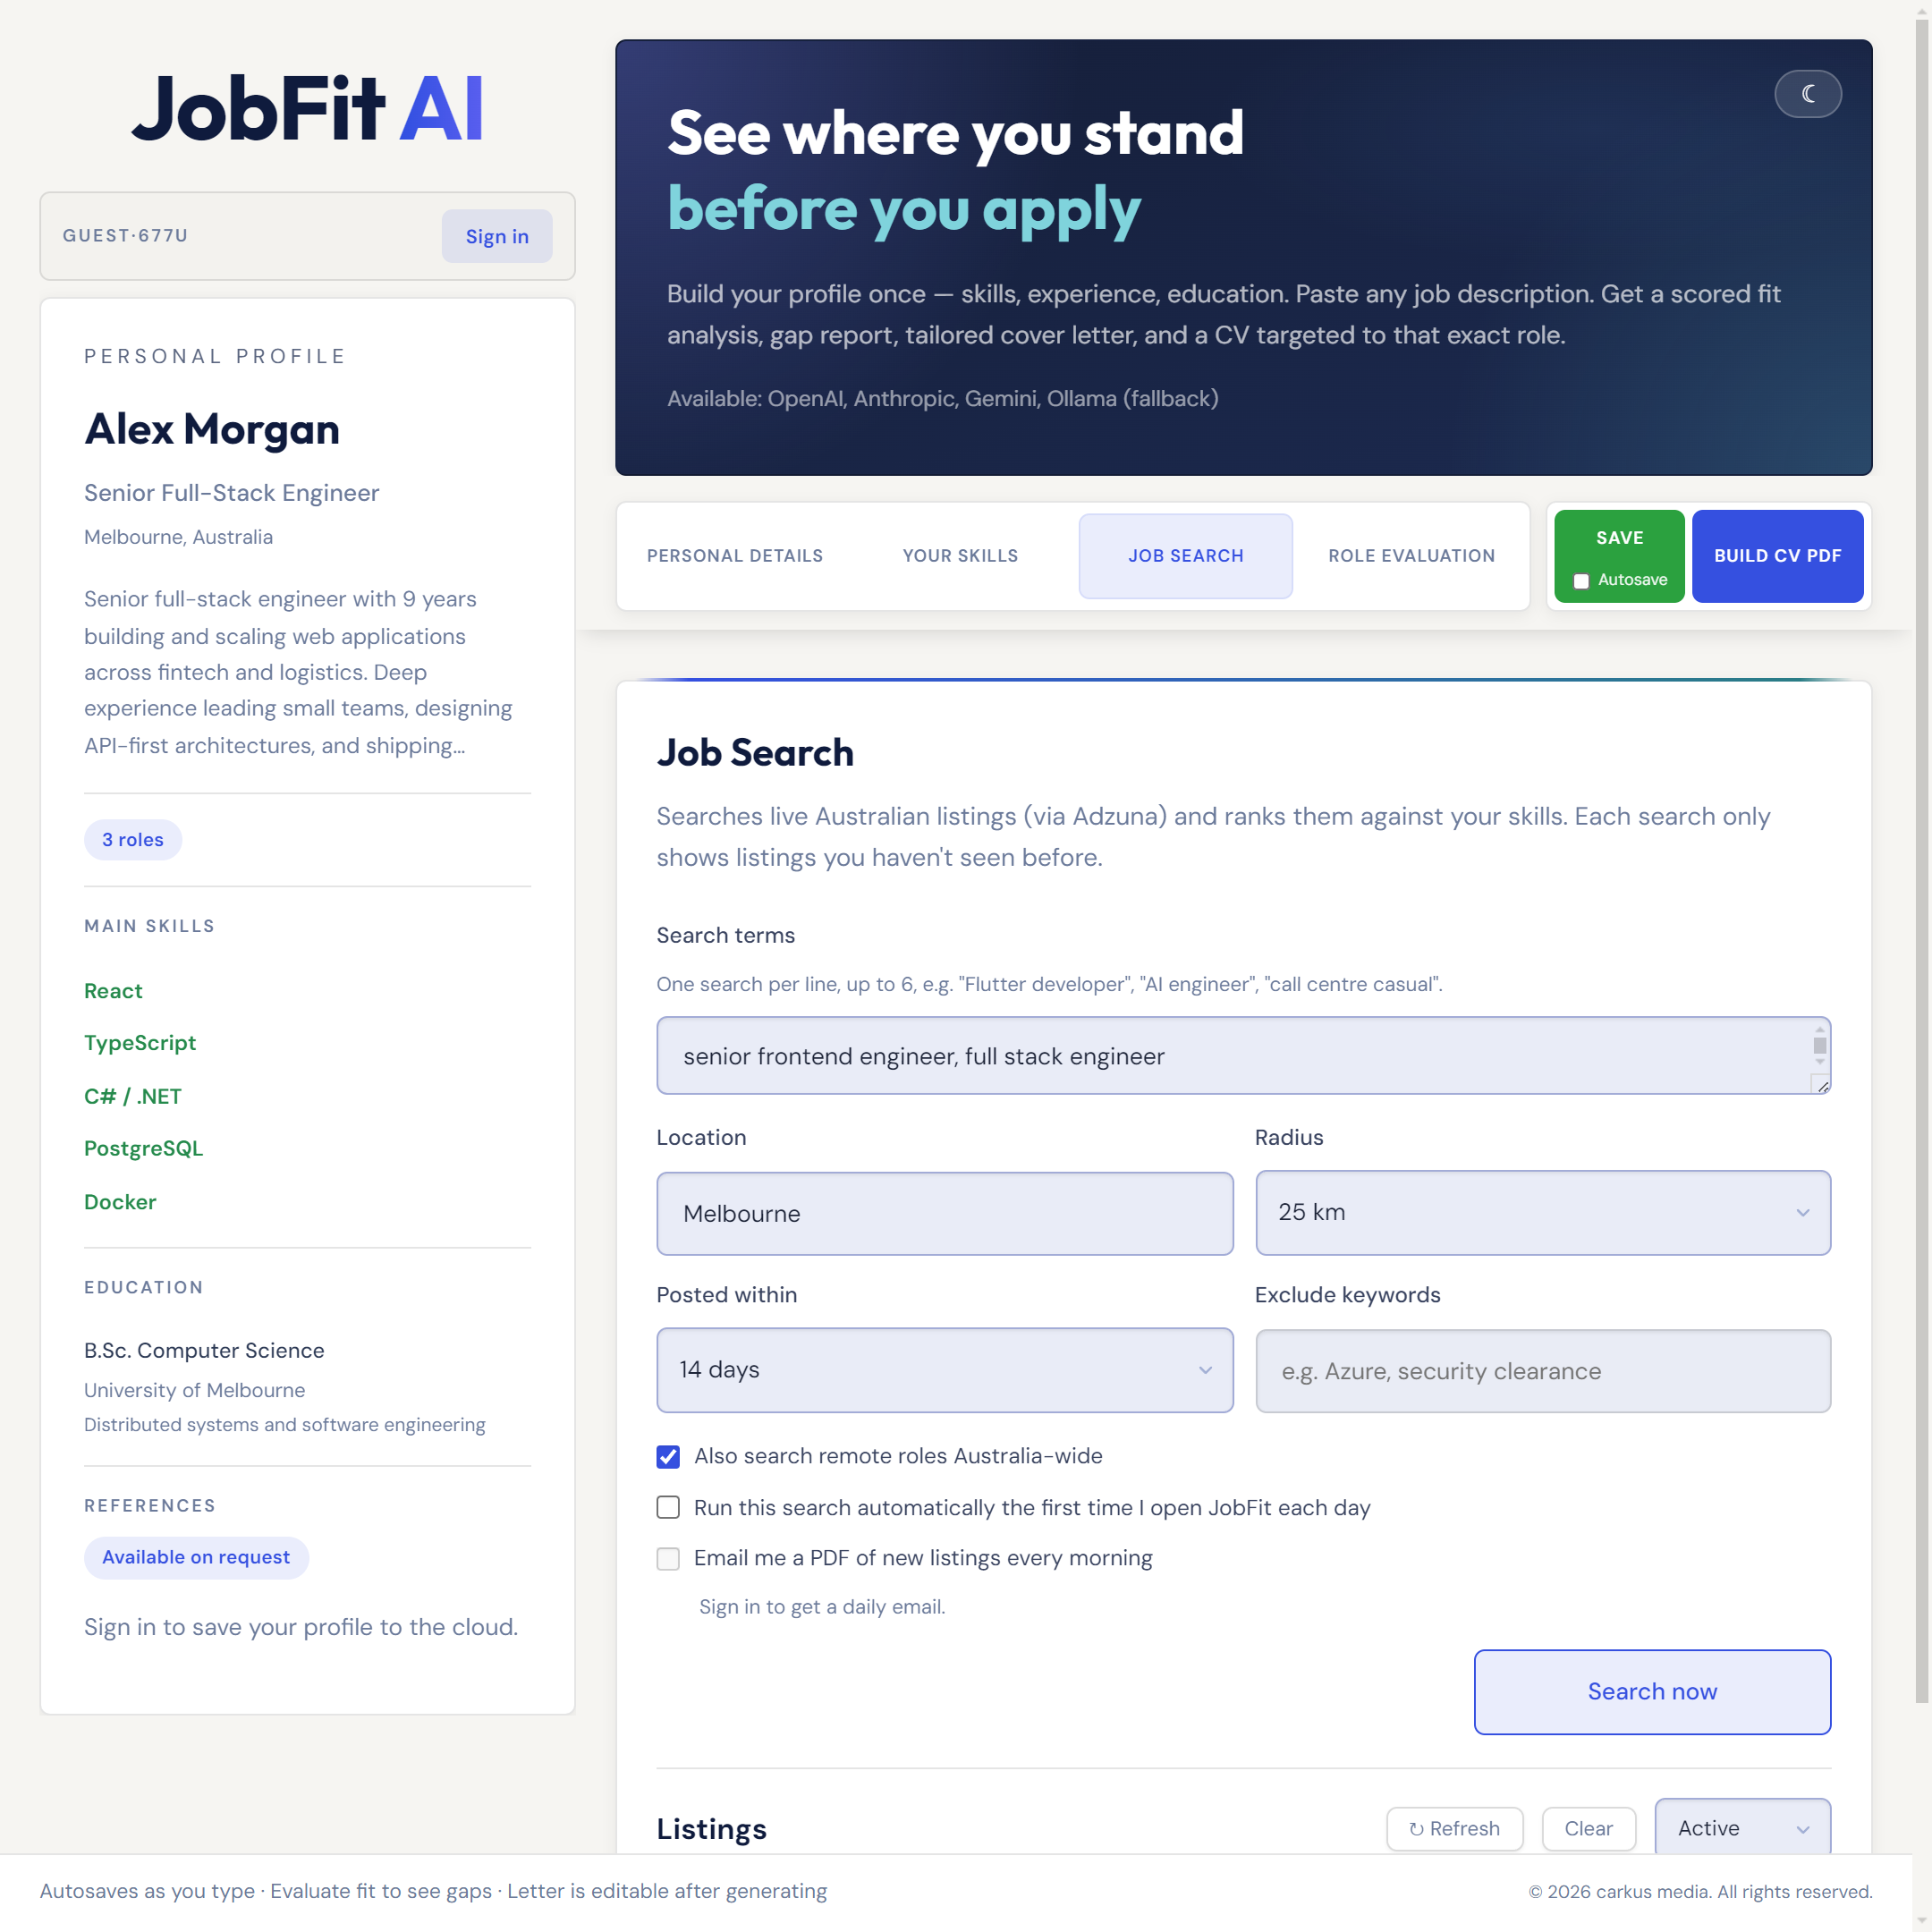 JobFit AI
GUEST·677U
Sign in
PERSONAL PROFILE
Alex Morgan
Senior Full-Stack Engineer
Melbourne, Australia
Senior full-stack engineer with 9 years
building and scaling web applications
across fintech and logistics. Deep
experience leading small teams, designing
API-first architectures, and shipping…
3 roles
MAIN SKILLS
React
TypeScript
C# / .NET
PostgreSQL
Docker
EDUCATION
B.Sc. Computer Science
University of Melbourne
Distributed systems and software engineering
REFERENCES
Available on request
Sign in to save your profile to the cloud.
See where you stand
before you apply
Build your profile once — skills, experience, education. Paste any job description. Get a scored fit
analysis, gap report, tailored cover letter, and a CV targeted to that exact role.
Available: OpenAI, Anthropic, Gemini, Ollama (fallback)
PERSONAL DETAILS
YOUR SKILLS
JOB SEARCH
ROLE EVALUATION
SAVE
Autosave
BUILD CV PDF
Job Search
Searches live Australian listings (via Adzuna) and ranks them against your skills. Each search only
shows listings you haven't seen before.
Search terms
One search per line, up to 6, e.g. "Flutter developer", "AI engineer", "call centre casual".
senior frontend engineer, full stack engineer
Location
Radius
Melbourne
25 km
Posted within
Exclude keywords
14 days
e.g. Azure, security clearance
Also search remote roles Australia-wide
Run this search automatically the first time I open JobFit each day
Email me a PDF of new listings every morning
Sign in to get a daily email.
Search now
Listings
↻ Refresh
Clear
Active
Autosaves as you type · Evaluate fit to see gaps · Letter is editable after generating
© 2026 carkus media. All rights reserved.